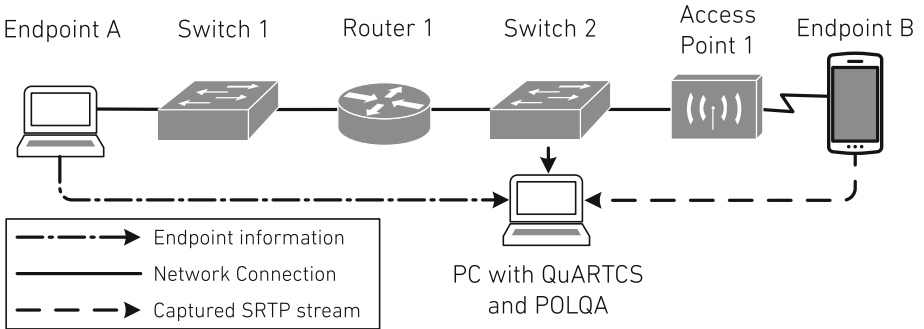 Endpoint A
Switch 1
Router 1
Switch 2
Access
Point 1
Endpoint B
Endpoint information
Network Connection
Captured SRTP stream
PC with QuARTCS
and POLQA